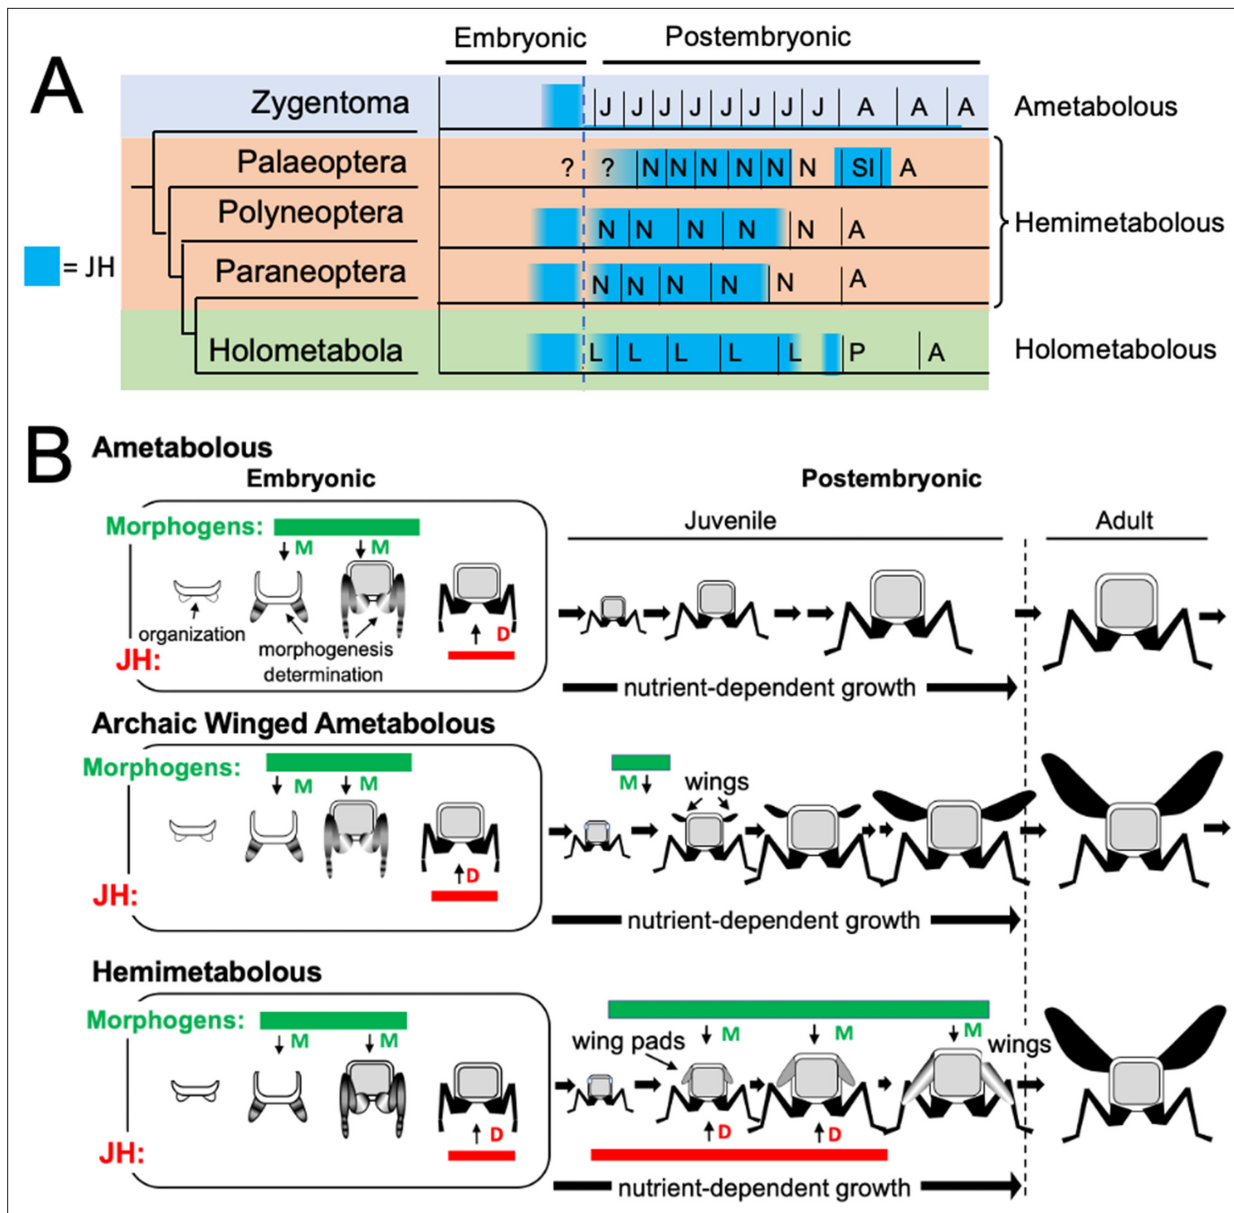 A
Embryonic Postembryonic
Zygentoma J J J J J J J J A A A Ametabolous
Palaeoptera ? ? N N N N N N SI A
Polyneoptera N N N N N A Hemimetabolous
= JH
Paraneoptera N N N N N A
Holometabola L L L L L P A Holometabolous
B
Ametabolous
Embryonic Postembryonic
Morphogens: Juvenile Adult
M M
organization
morphogenesis
determination
D
JH:
nutrient-dependent growth
Archaic Winged Ametabolous
Morphogens:
M M M
wings
D
JH:
nutrient-dependent growth
Hemimetabolous
Morphogens:
M M M M M
wing pads wings
D D D
JH:
nutrient-dependent growth